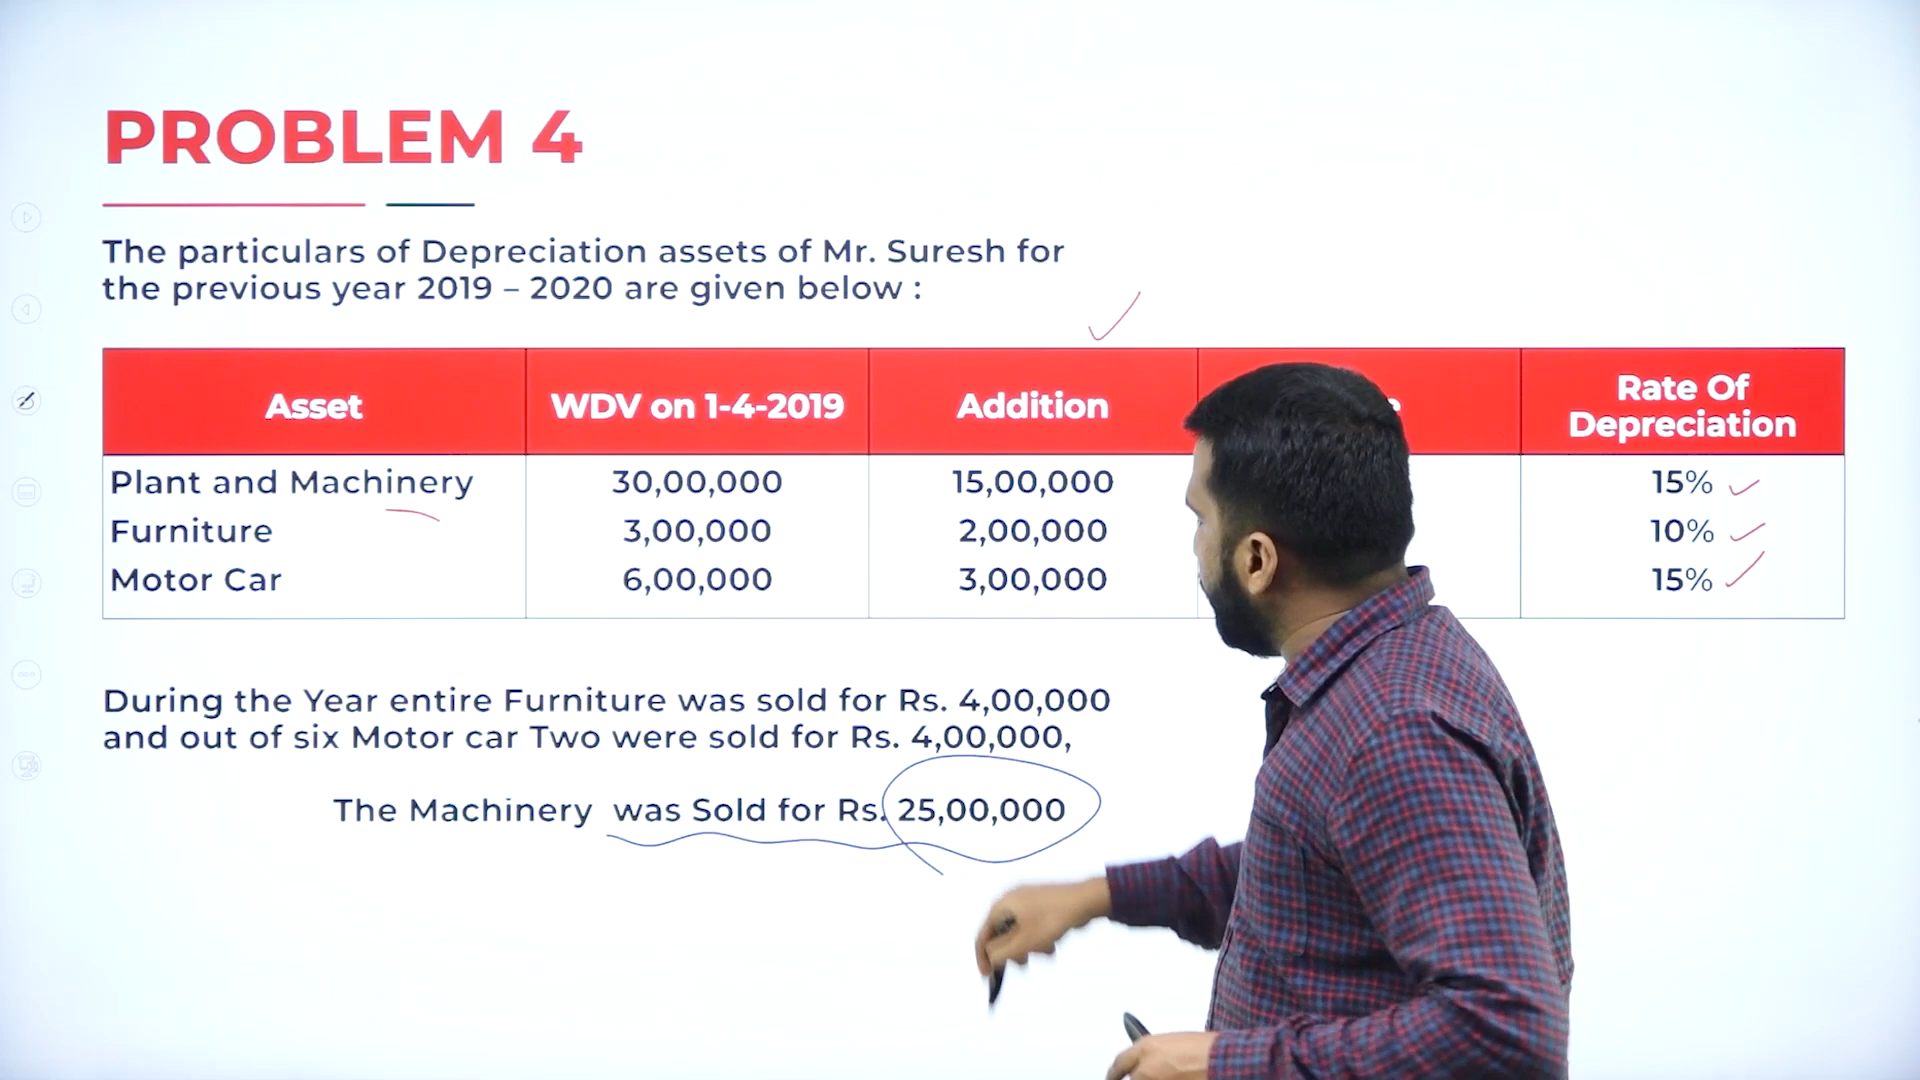 PROBLEM 4
The particulars of Depreciation assets of Mr. Suresh for
the previous year 2019 – 2020 are given below :
Asset WDV on 1-4-2019 Addition Rate Of Depreciation
Plant and Machinery 30,00,000 15,00,000 15%
Furniture 3,00,000 2,00,000 10%
Motor Car 6,00,000 3,00,000 15%
During the Year entire Furniture was sold for Rs. 4,00,000
and out of six Motor car Two were sold for Rs. 4,00,000,
The Machinery was Sold for Rs. 25,00,000